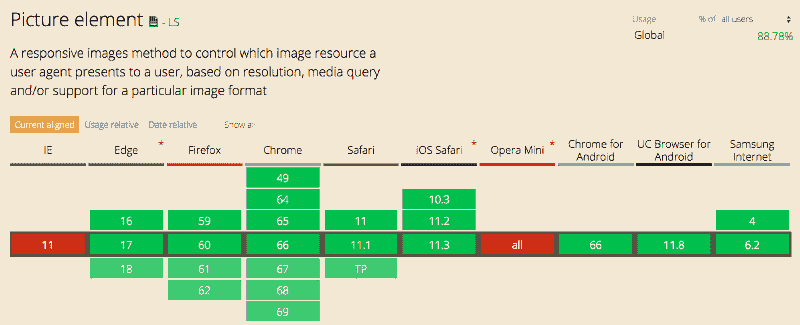 Picture element - LS
Usage % of all users
Global 88.78%
A responsive images method to control which image resource a
user agent presents to a user, based on resolution, media query
and/or support for a particular image format
Current aligned Usage relative Date relative Show all
IE Edge * Firefox Chrome Safari iOS Safari * Opera Mini * Chrome for Android UC Browser for Android Samsung Internet
49
64 10.3
16 59 65 11 11.2 4
11 17 60 66 11.1 11.3 all 66 11.8 6.2
18 61 67 TP
62 68
69